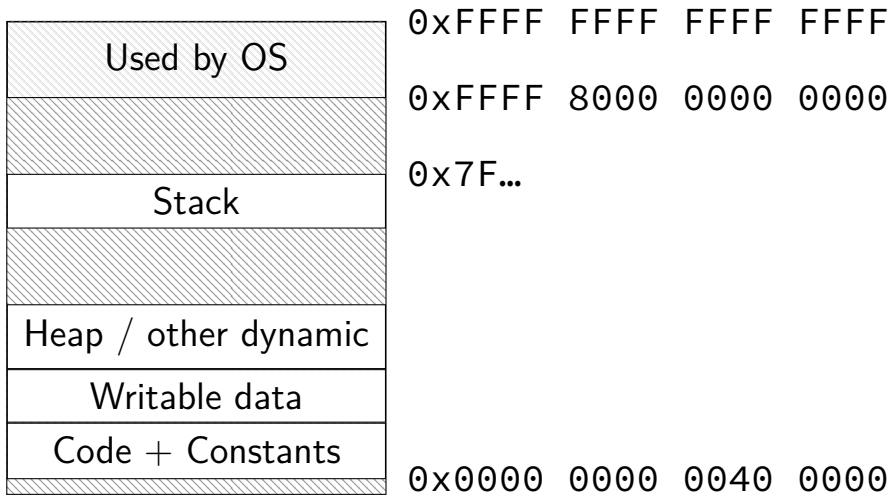 0xFFFF FFFF FFFF FFFF
Used by OS
0xFFFF 8000 0000 0000
0x7F…
Stack
Heap / other dynamic
Writable data
Code + Constants
0x0000 0000 0040 0000